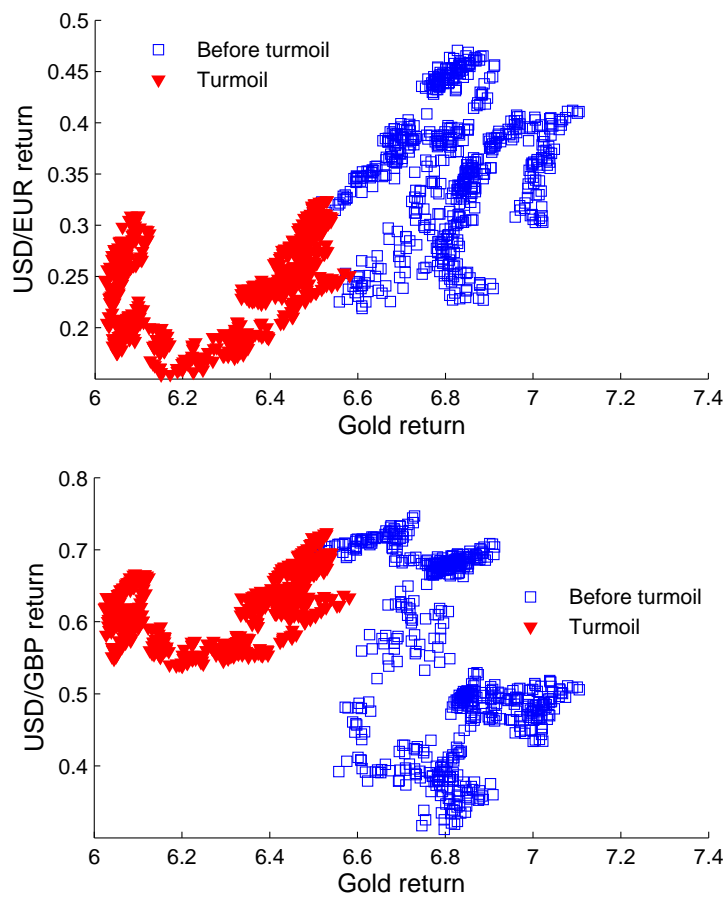 0.5
Before turmoil
Turmoil
0.45
0.4
0.35
0.3
0.25
0.2
USD/EUR return
6 6.2 6.4 6.6 6.8 7 7.2 7.4
Gold return
0.8
0.7
0.6
0.5
0.4
USD/GBP return
Before turmoil
Turmoil
6 6.2 6.4 6.6 6.8 7 7.2 7.4
Gold return